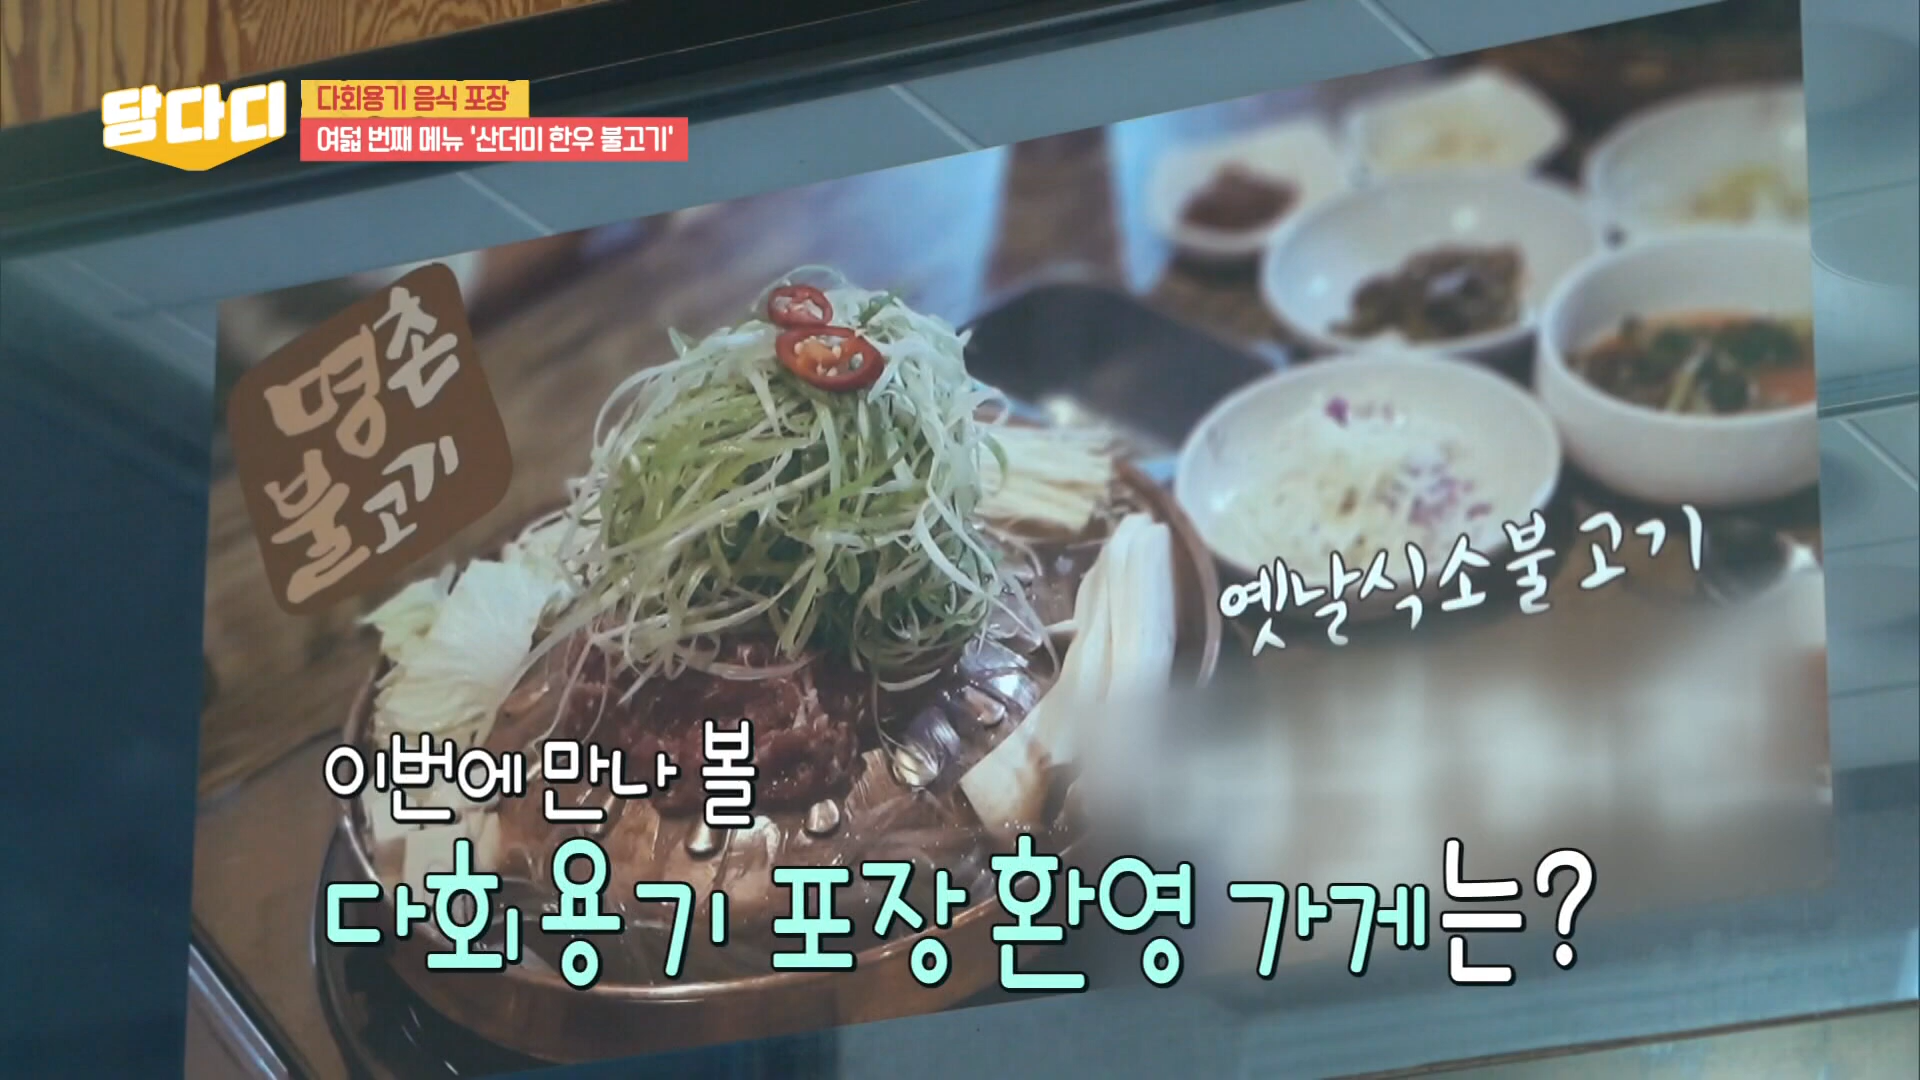 담다디
다회용기 음식 포장
여덟 번째 메뉴 '산더미 한우 불고기'
명촌
불고기
옛날식소불고기
이번에 만나 볼
다회용기 포장 환영 가게는?